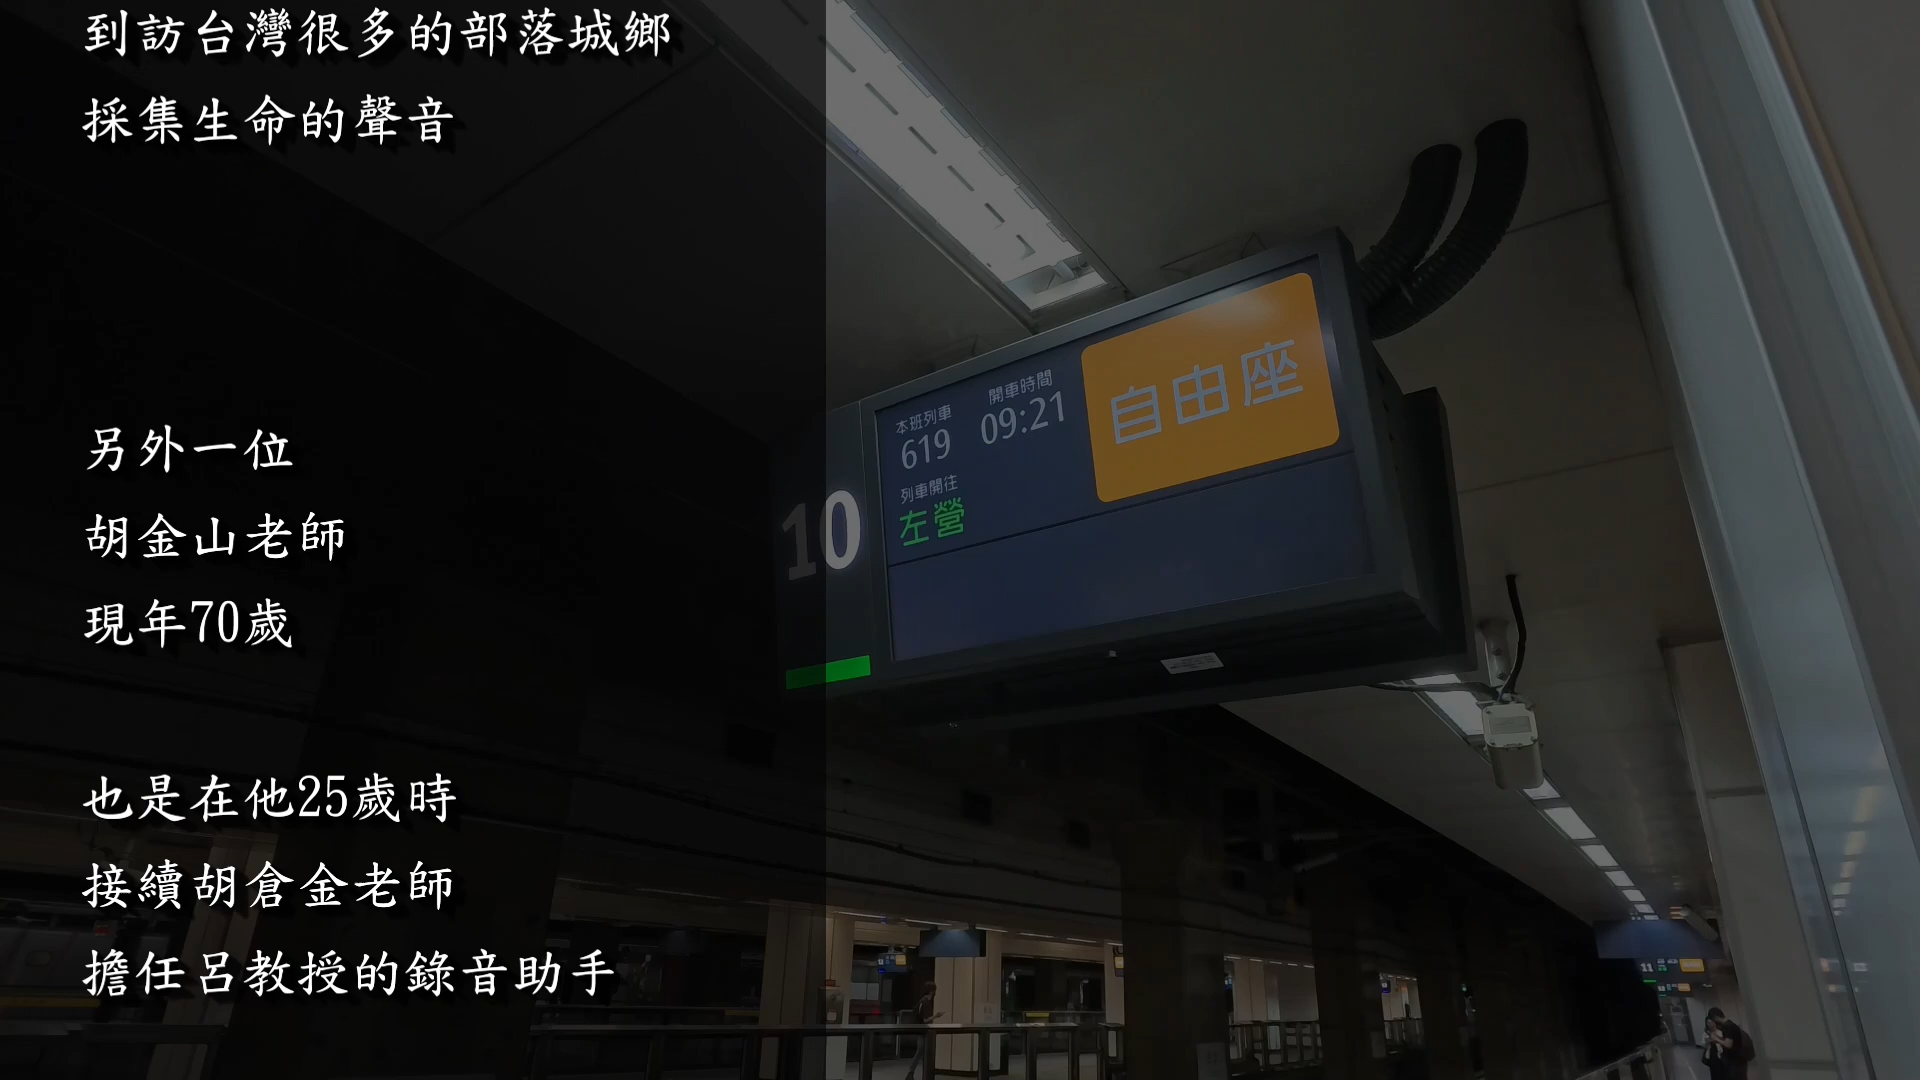 到訪台灣很多的部落城鄉
採集生命的聲音
另外一位
胡金山老師
現年70歲
也是在他25歲時
接續胡倉金老師
擔任呂教授的錄音助手
10
本班列車
619
開車時間
09:21
列車開往
左營
自由座
11